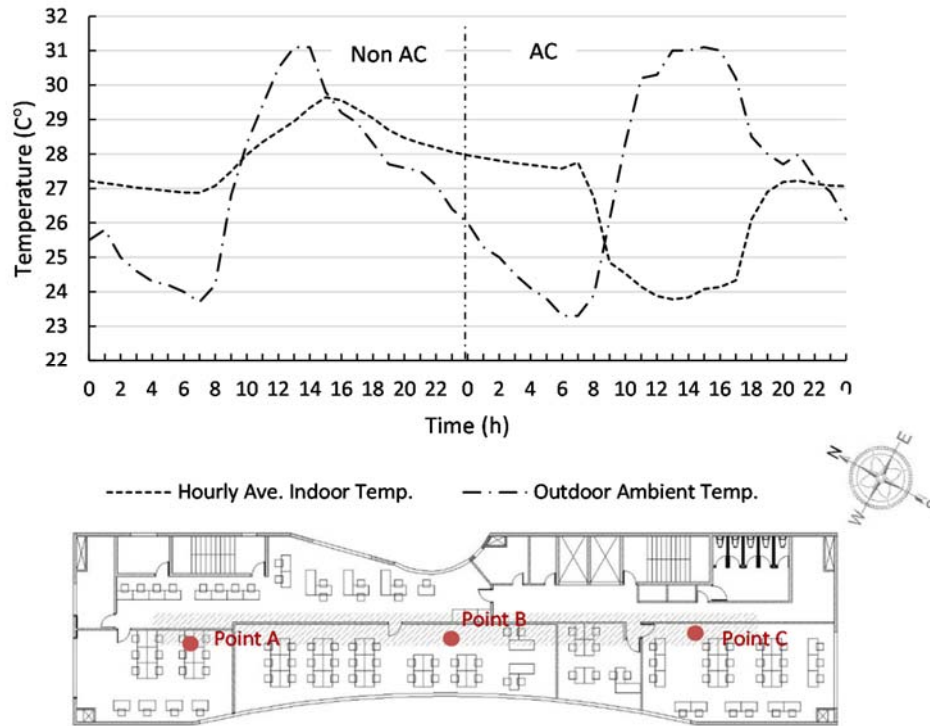 32
31
30
29
28
27
26
25
24
23
22
Temperature (C°)
Non AC
AC
0 2 4 6 8 10 12 14 16 18 20 22 0 2 4 6 8 10 12 14 16 18 20 22 0
Time (h)
Hourly Ave. Indoor Temp. Outdoor Ambient Temp.
N E
W S
Point A
Point B
Point C